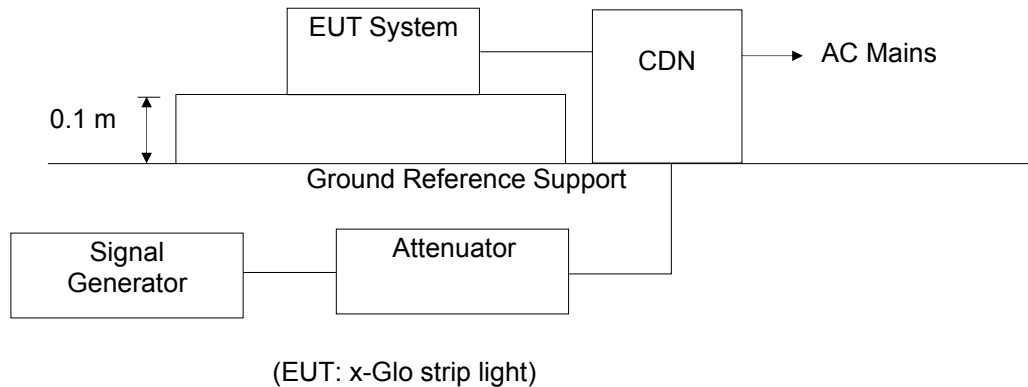 EUT System
CDN
AC Mains
0.1 m
Ground Reference Support
Signal
Generator
Attenuator
(EUT: x-Glo strip light)